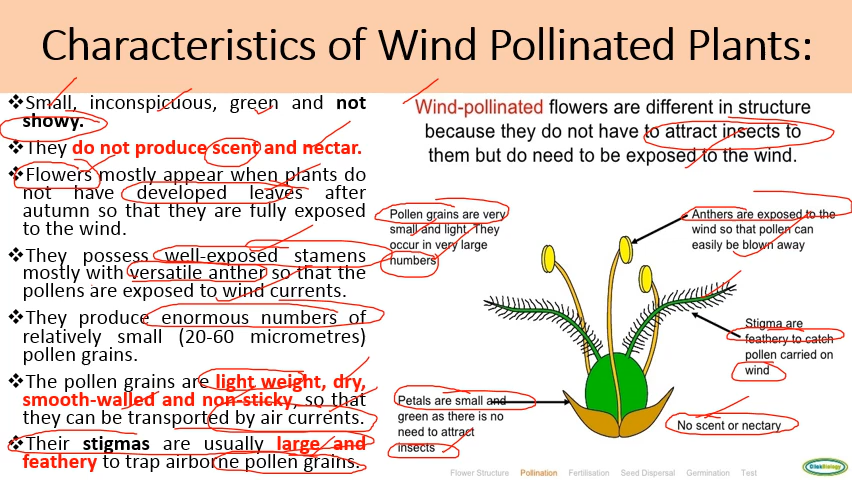 Characteristics of Wind Pollinated Plants:
❖Small, inconspicuous, green and not
showy.
❖They do not produce scent and nectar.
❖Flowers mostly appear when plants do
not have developed leaves after
autumn so that they are fully exposed
to the wind.
❖They possess well-exposed stamens
mostly with versatile anther so that the
pollens are exposed to wind currents.
❖They produce enormous numbers of
relatively small (20-60 micrometres)
pollen grains.
❖The pollen grains are light weight, dry,
smooth-walled and non-sticky, so that
they can be transported by air currents.
❖Their stigmas are usually large and
feathery to trap airborne pollen grains.
Wind-pollinated flowers are different in structure
because they do not have to attract insects to
them but do need to be exposed to the wind.
Pollen grains are very
small and light. They
occur in very large
numbers
Anthers are exposed to the
wind so that pollen can
easily be blown away
Stigma are
feathery to catch
pollen carried on
wind
Petals are small and
green as there is no
need to attract
insects
No scent or nectary
Flower Structure Pollination Fertilisation Seed Dispersal Germination Test
ClickBiology